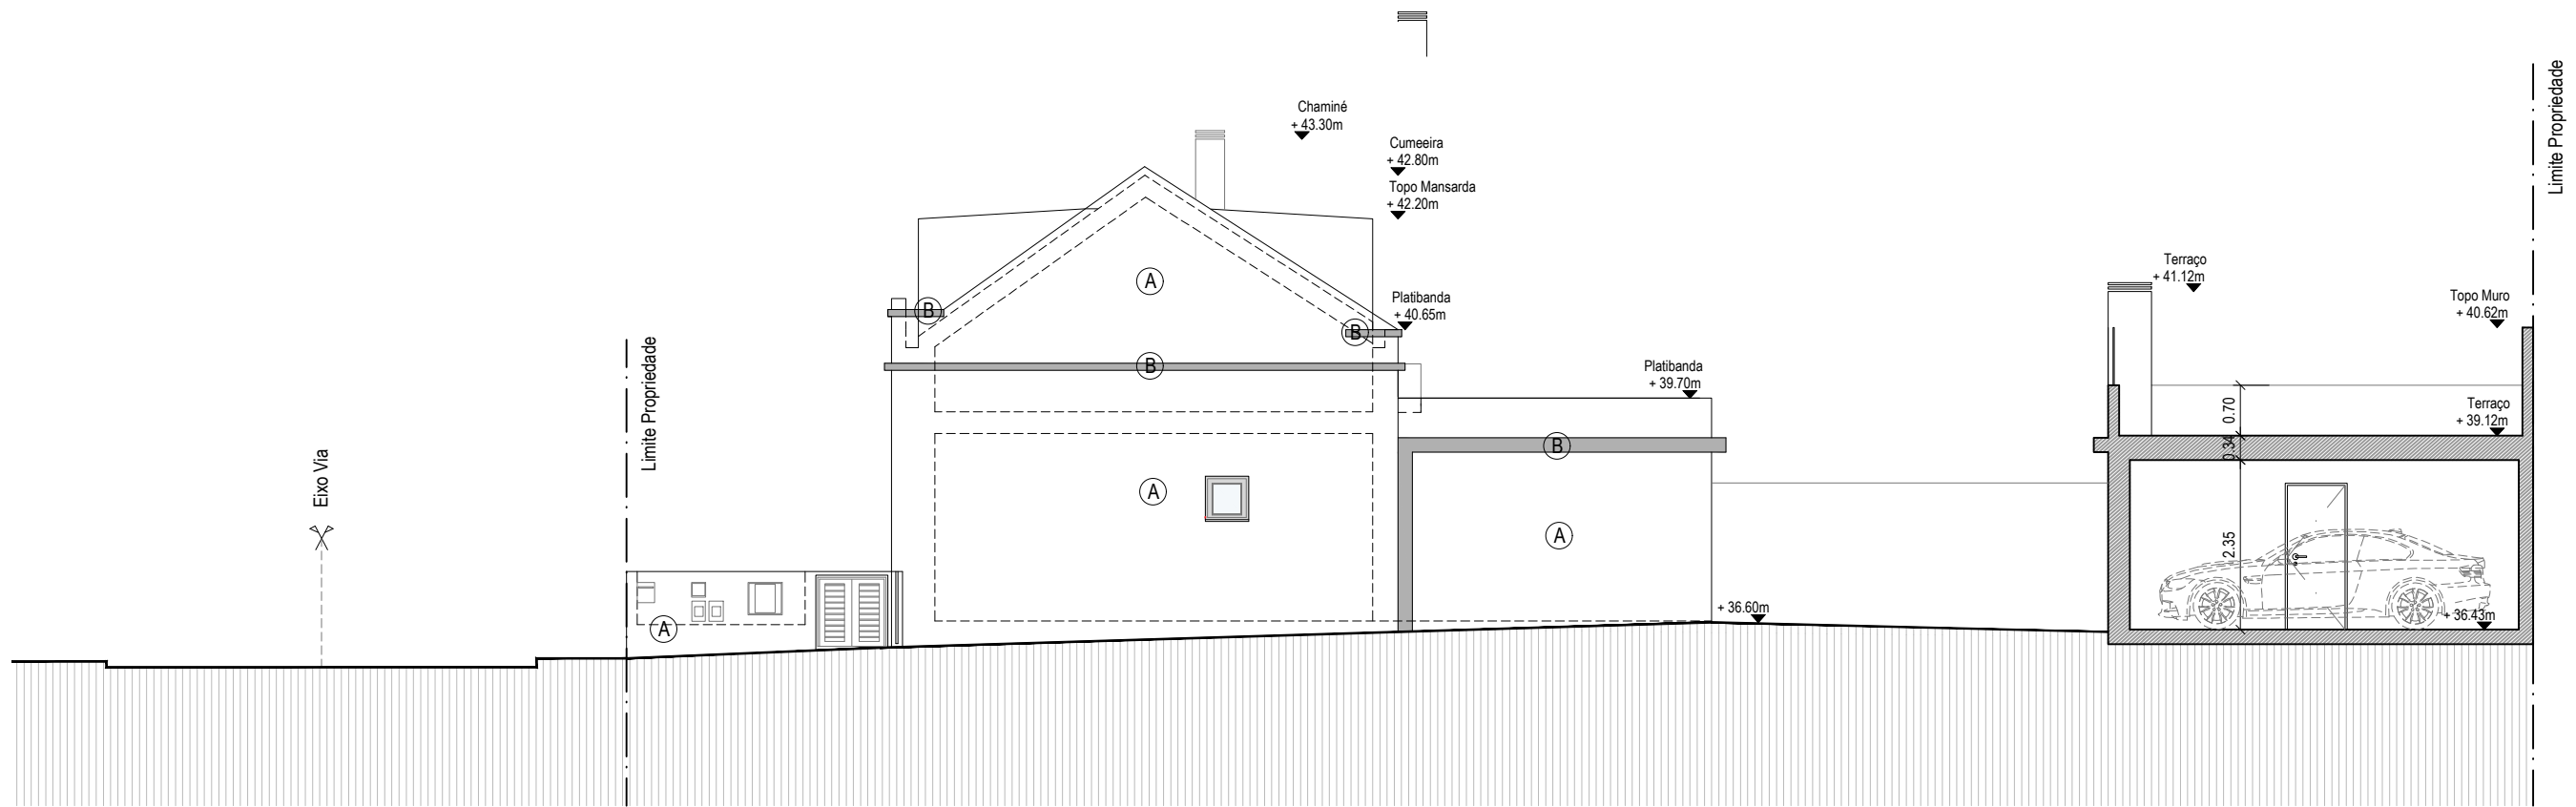 Chaminé
+ 43.30m
Cumeeira
+ 42.80m
Topo Mansarda
+ 42.20m
Limite Propriedade
Terraço
+ 41.12m
Platibanda
+ 40.65m
Topo Muro
+ 40.62m
A
B
B
B
Limite Propriedade
Platibanda
+ 39.70m
0.70
Terraço
+ 39.12m
0.34
B
Eixo Via
A
A
2.35
+ 36.60m
+ 36.43m
A